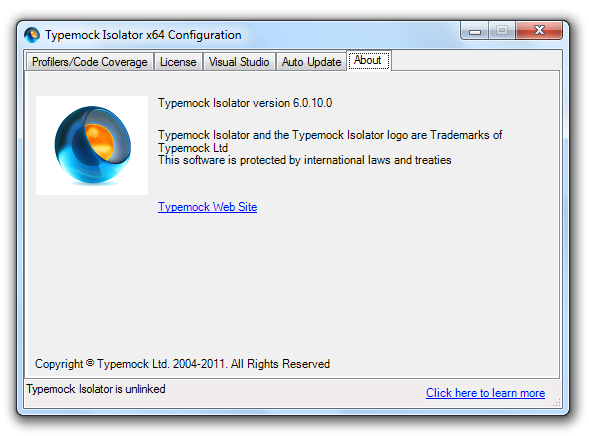 Typemock Isolator x64 Configuration
Profilers/Code Coverage License Visual Studio Auto Update About
Typemock Isolator version 6.0.10.0
Typemock Isolator and the Typemock Isolator logo are Trademarks of
Typemock Ltd
This software is protected by international laws and treaties
Typemock Web Site
Copyright © Typemock Ltd. 2004-2011. All Rights Reserved
Typemock Isolator is unlinked
Click here to learn more